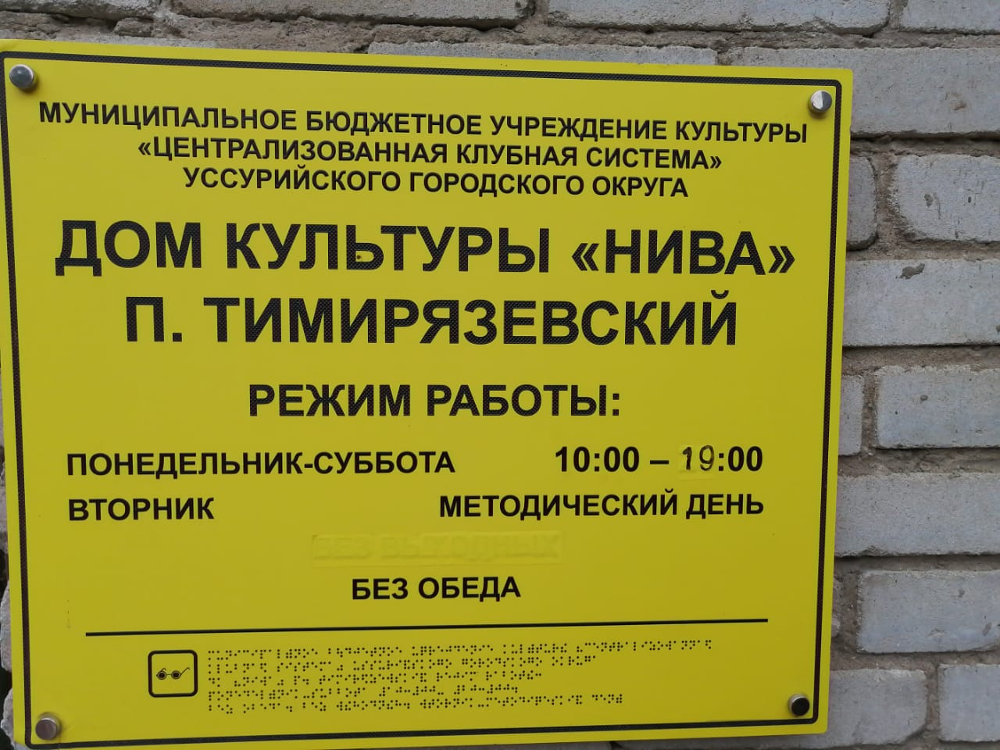 МУНИЦИПАЛЬНОЕ БЮДЖЕТНОЕ УЧРЕЖДЕНИЕ КУЛЬТУРЫ
«ЦЕНТРАЛИЗОВАННАЯ КЛУБНАЯ СИСТЕМА»
УССУРИЙСКОГО ГОРОДСКОГО ОКРУГА
ДОМ КУЛЬТУРЫ «НИВА»
П. ТИМИРЯЗЕВСКИЙ
РЕЖИМ РАБОТЫ:
ПОНЕДЕЛЬНИК-СУББОТА 10:00 – 19:00
ВТОРНИК МЕТОДИЧЕСКИЙ ДЕНЬ
БЕЗ ВЫХОДНЫХ
БЕЗ ОБЕДА